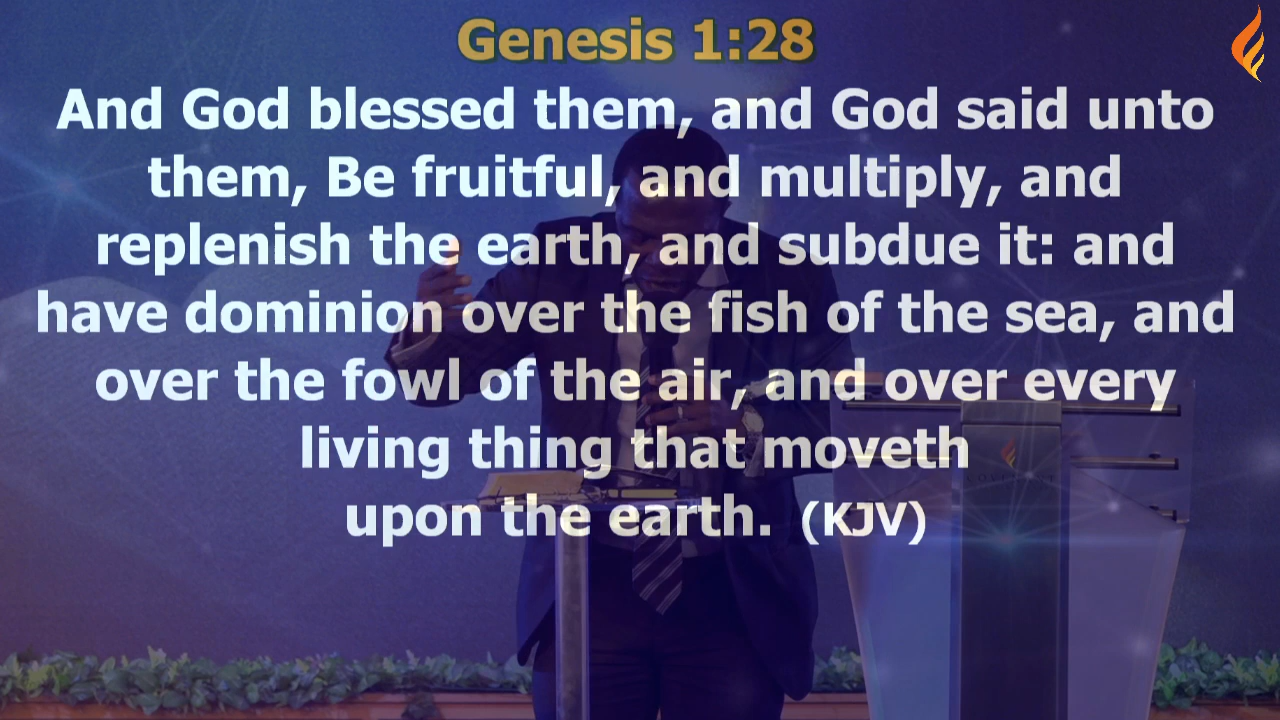 Genesis 1:28
And God blessed them, and God said unto
them, Be fruitful, and multiply, and
replenish the earth, and subdue it: and
have dominion over the fish of the sea, and
over the fowl of the air, and over every
living thing that moveth
upon the earth. (KJV)
COVENANT